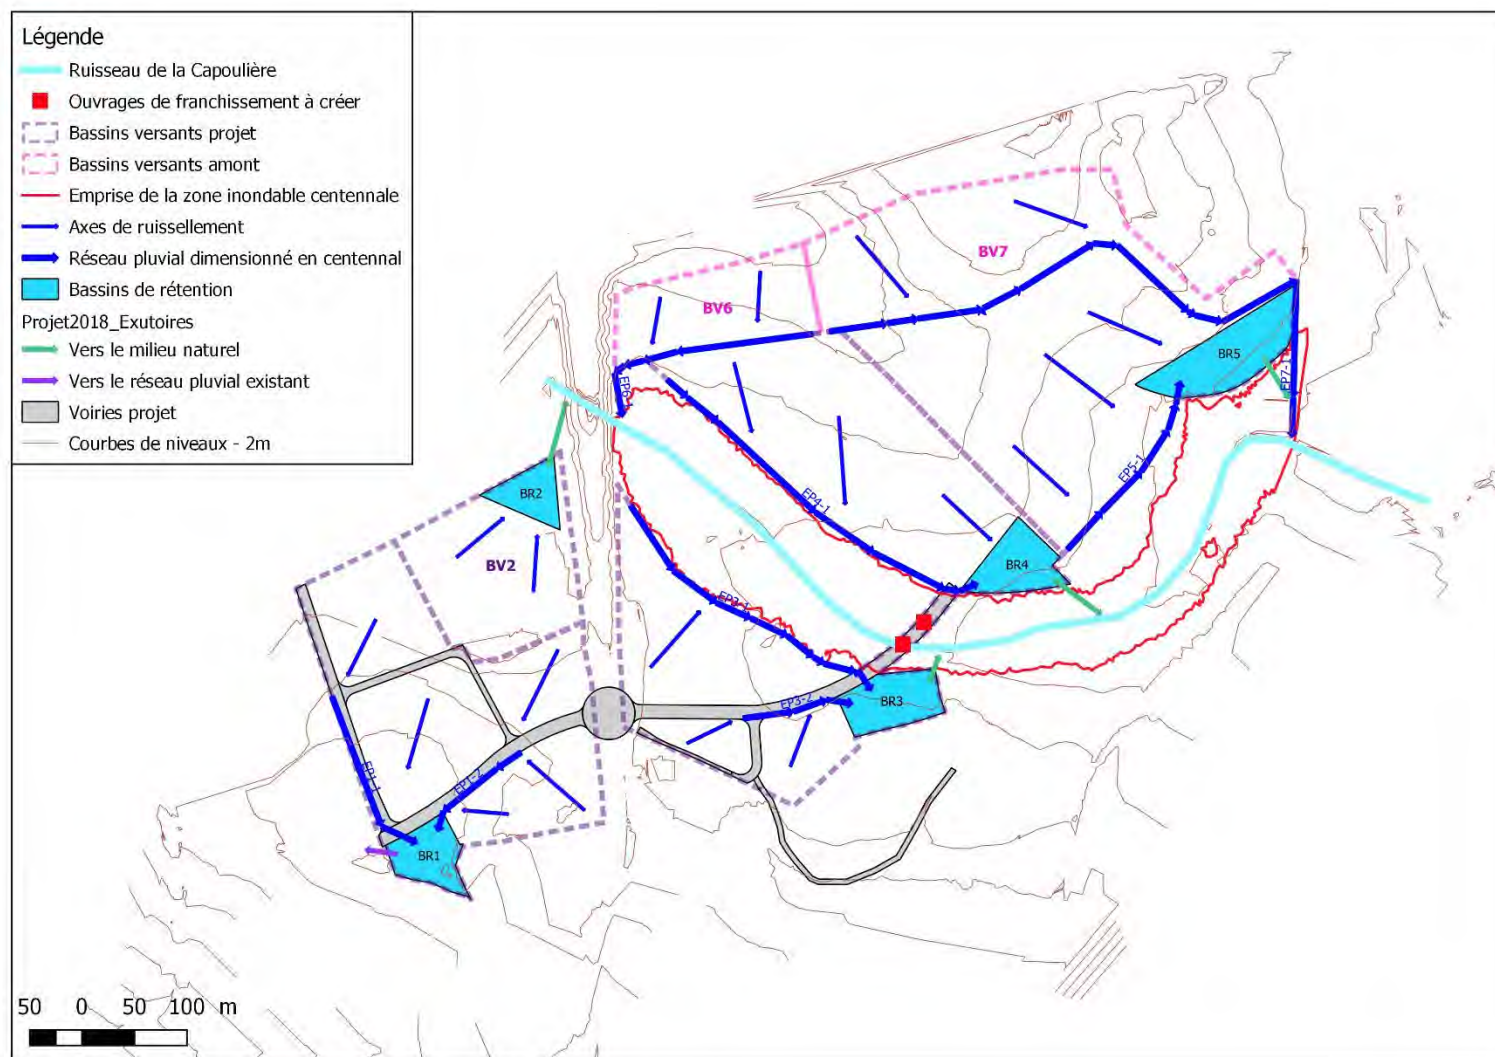 Légende
Ruisseau de la Capoulière
Ouvrages de franchissement à créer
Bassins versants projet
Bassins versants amont
Emprise de la zone inondable centennale
Axes de ruissellement
Réseau pluvial dimensionné en centennal
Bassins de rétention
Projet2018_Exutoires
Vers le milieu naturel
Vers le réseau pluvial existant
Voiries projet
Courbes de niveaux - 2m
BV7
BV6
BR5
EP7-1
EP6-1
EP5-1
EP4-1
BR2
BV2
BR4
EP3-1
BR3
EP3-2
EP1-1
EP1-2
BR1
50 0 50 100 m